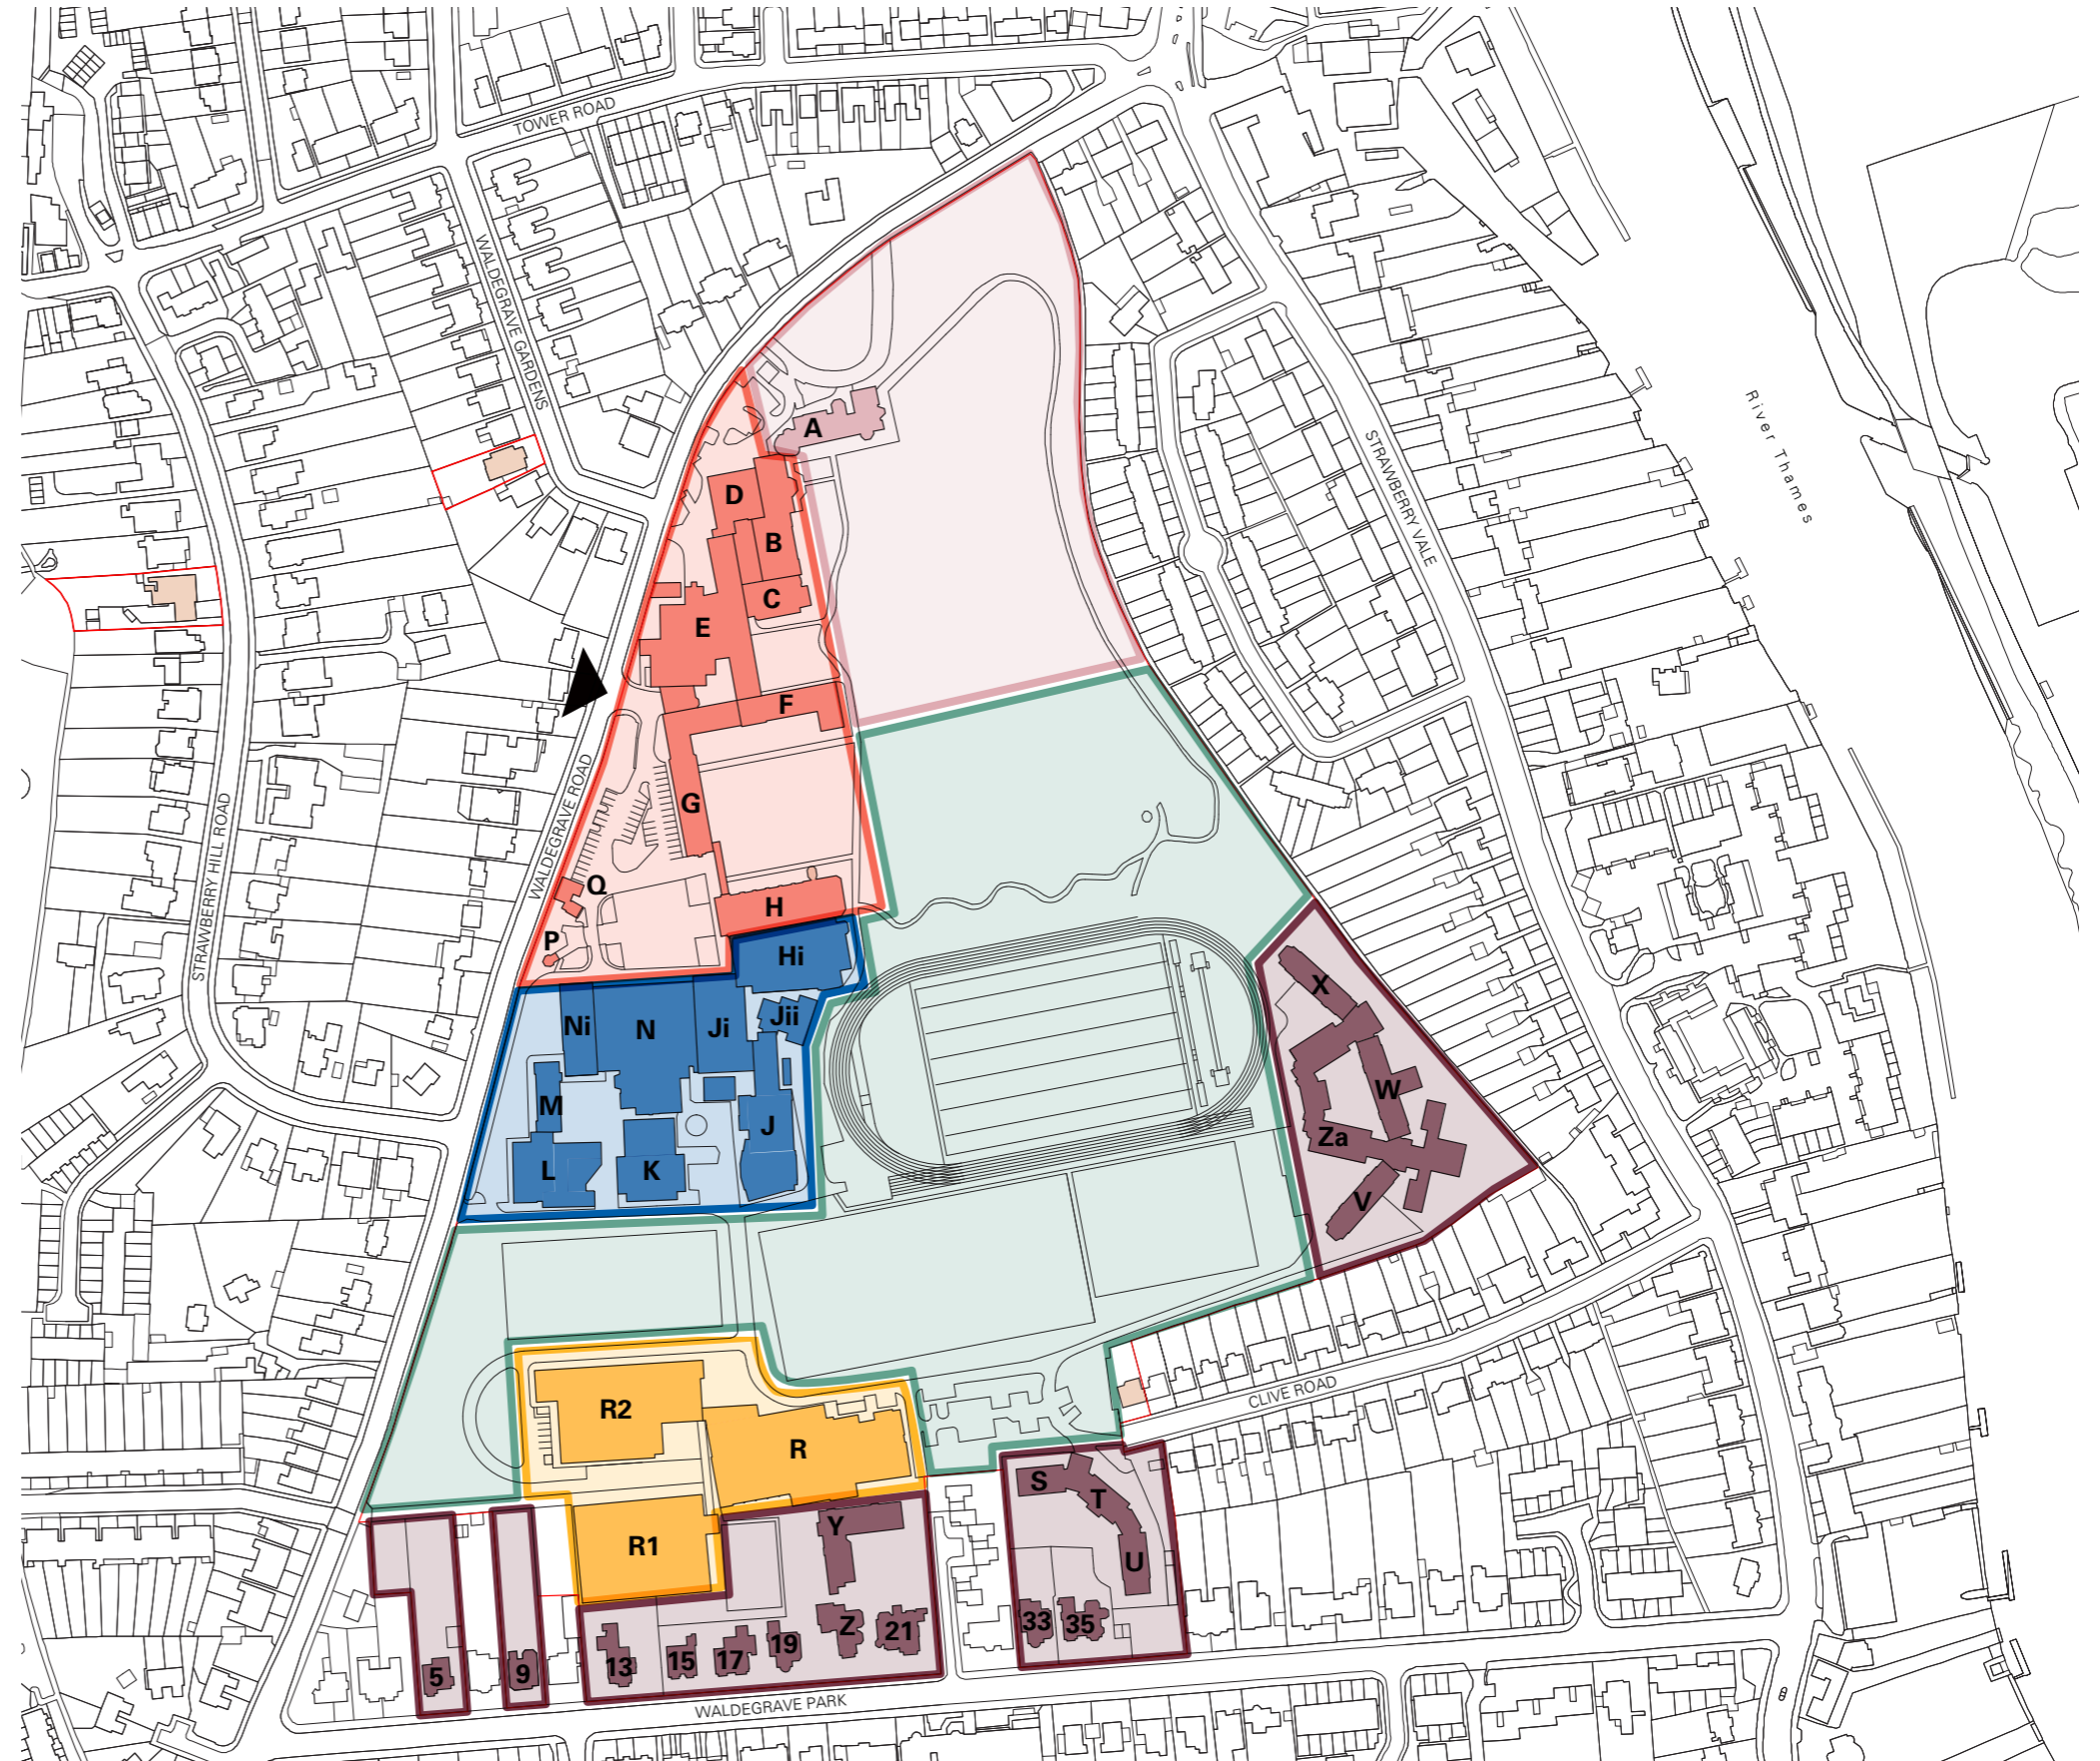 TOWER ROAD
WALDEGRAVE GARDENS
A
River Thames
STRAWBERRY VALE
D
B
C
E
F
G
WALDEGRAVE ROAD
STRAWBERRY HILL ROAD
Q
H
P
Hi
X
Ni
N
Ji
Jii
W
M
J
Za
L
K
V
CLIVE ROAD
R2
R
S
T
Y
R1
U
33
35
Z
21
19
17
15
13
9
5
WALDEGRAVE PARK